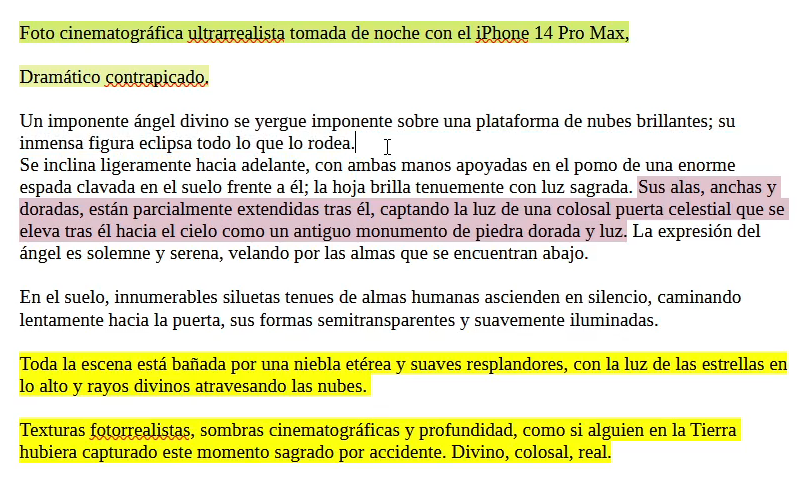 Foto cinematográfica ultrarrealista tomada de noche con el iPhone 14 Pro Max,
Dramático contrapicado.
Un imponente ángel divino se yergue imponente sobre una plataforma de nubes brillantes; su
inmensa figura eclipsa todo lo que lo rodea.
Se inclina ligeramente hacia adelante, con ambas manos apoyadas en el pomo de una enorme
espada clavada en el suelo frente a él; la hoja brilla tenuemente con luz sagrada. Sus alas, anchas y
doradas, están parcialmente extendidas tras él, captando la luz de una colosal puerta celestial que se
eleva tras él hacia el cielo como un antiguo monumento de piedra dorada y luz. La expresión del
ángel es solemne y serena, velando por las almas que se encuentran abajo.
En el suelo, innumerables siluetas tenues de almas humanas ascienden en silencio, caminando
lentamente hacia la puerta, sus formas semitransparentes y suavemente iluminadas.
Toda la escena está bañada por una niebla etérea y suaves resplandores, con la luz de las estrellas en
lo alto y rayos divinos atravesando las nubes.
Texturas fotorrealistas, sombras cinematográficas y profundidad, como si alguien en la Tierra
hubiera capturado este momento sagrado por accidente. Divino, colosal, real.